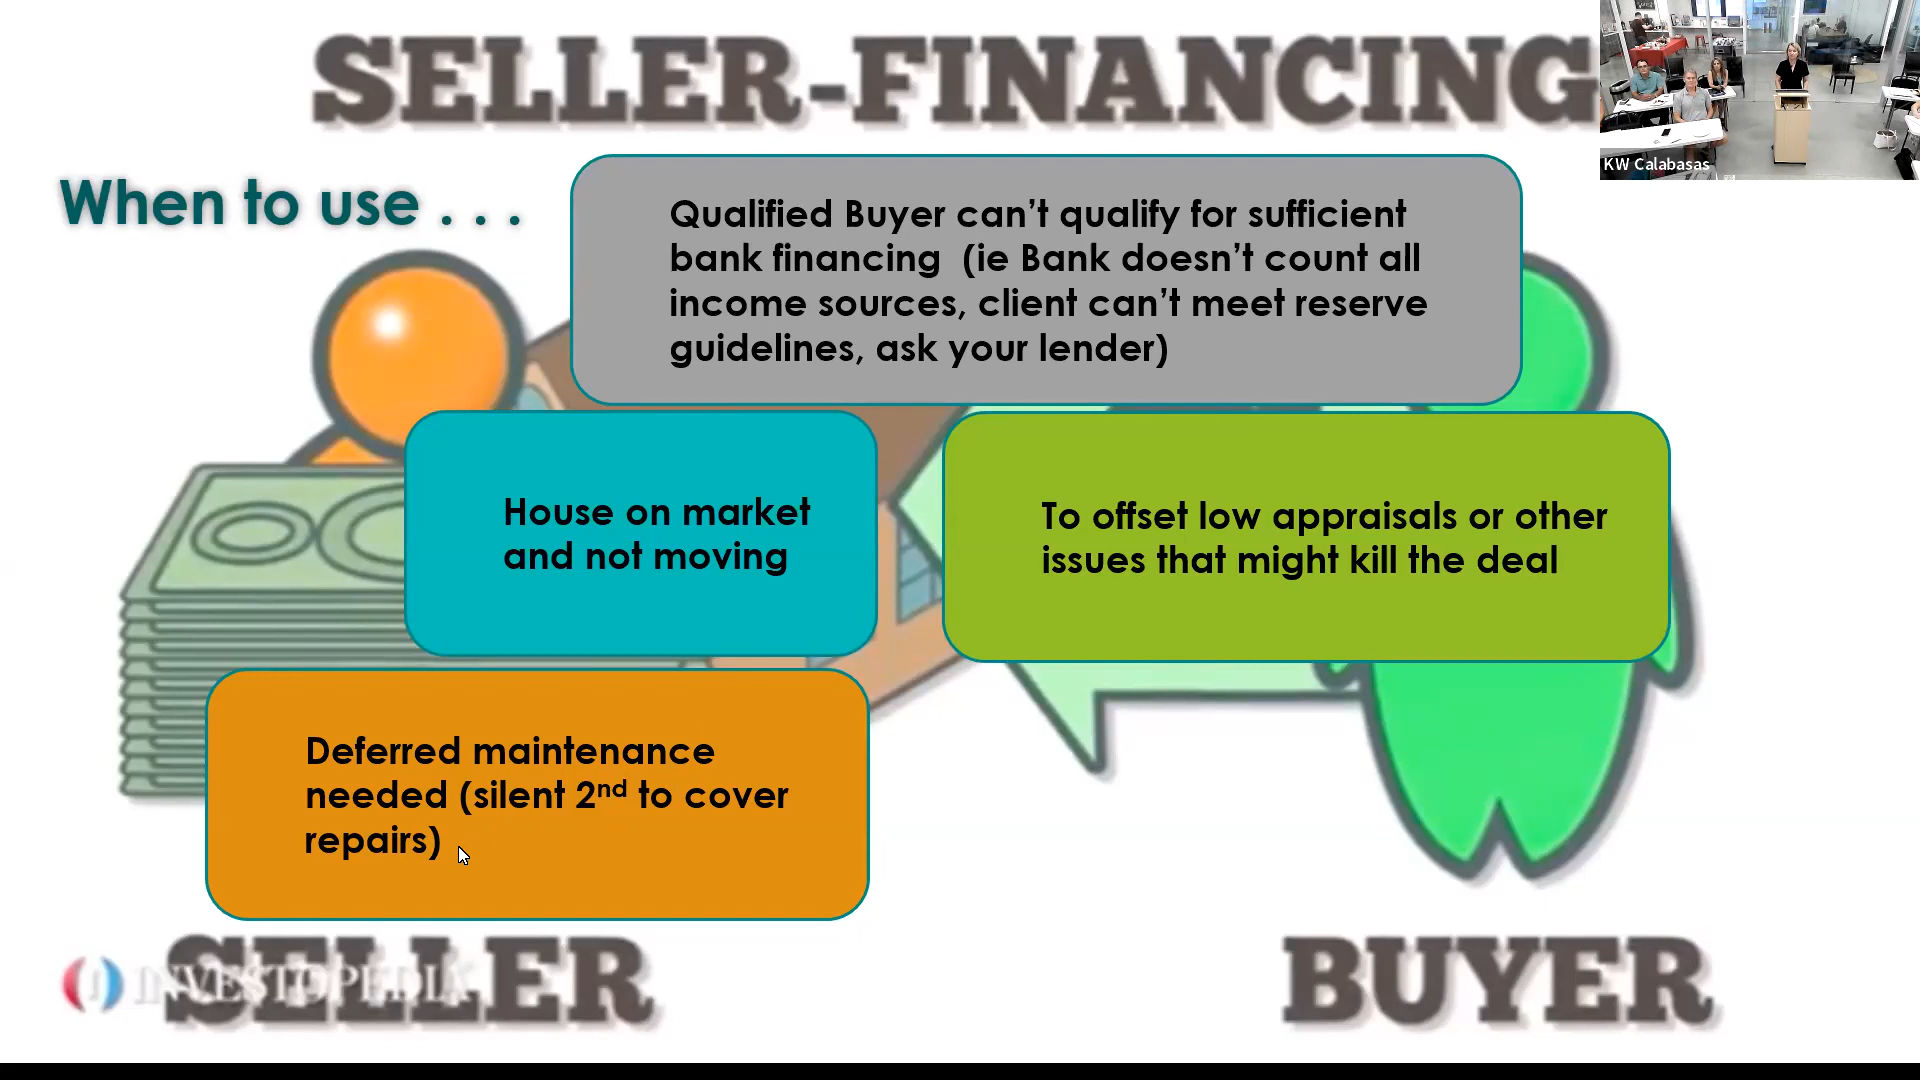 SELLER-FINANCING
KW Calabasas
When to use . . .
Qualified Buyer can’t qualify for sufficient
bank financing (ie Bank doesn’t count all
income sources, client can’t meet reserve
guidelines, ask your lender)
House on market
and not moving
To offset low appraisals or other
issues that might kill the deal
Deferred maintenance
needed (silent 2nd to cover
repairs)
SELLER
INVESTOPEDIA
BUYER